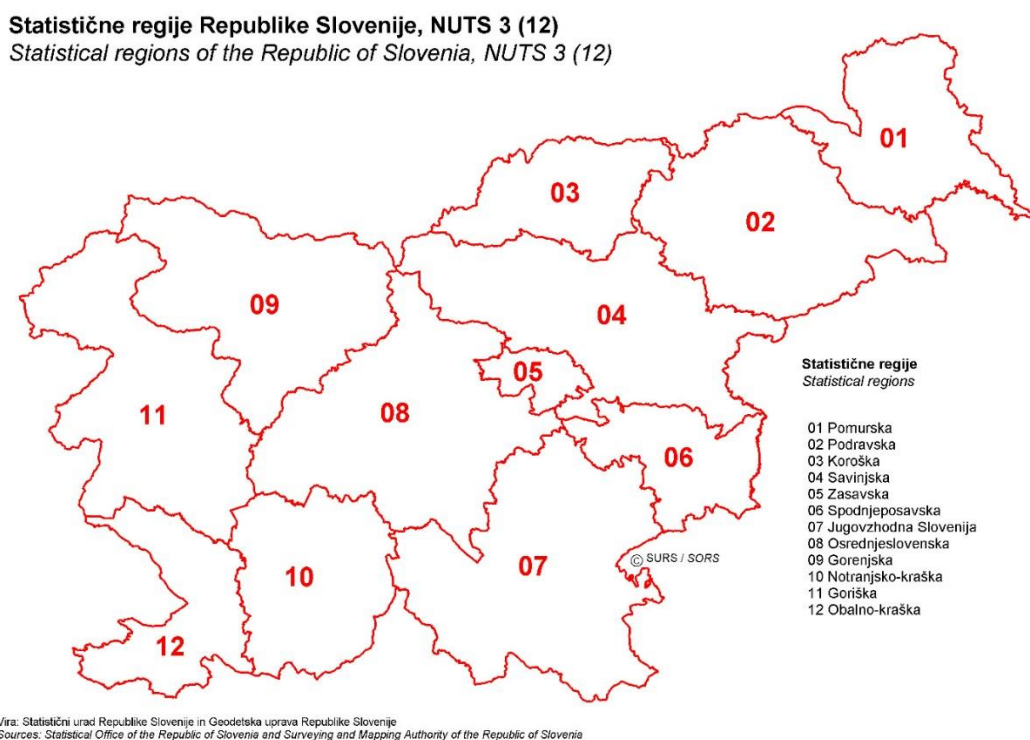 Statistične regije Republike Slovenije, NUTS 3 (12)
Statistical regions of the Republic of Slovenia, NUTS 3 (12)
01
03
02
09
04
05
11
08
06
10
07
12
© SURS / SORS
Statistične regije
Statistical regions
01 Pomurska
02 Podravska
03 Koroška
04 Savinjska
05 Zasavska
06 Spodnjeposavska
07 Jugovzhodna Slovenija
08 Osrednjeslovenska
09 Gorenjska
10 Notranjsko-kraška
11 Goriška
12 Obalno-kraška
Vira: Statistični urad Republike Slovenije in Geodetska uprava Republike Slovenije
Sources: Statistical Office of the Republic of Slovenia and Surveying and Mapping Authority of the Republic of Slovenia